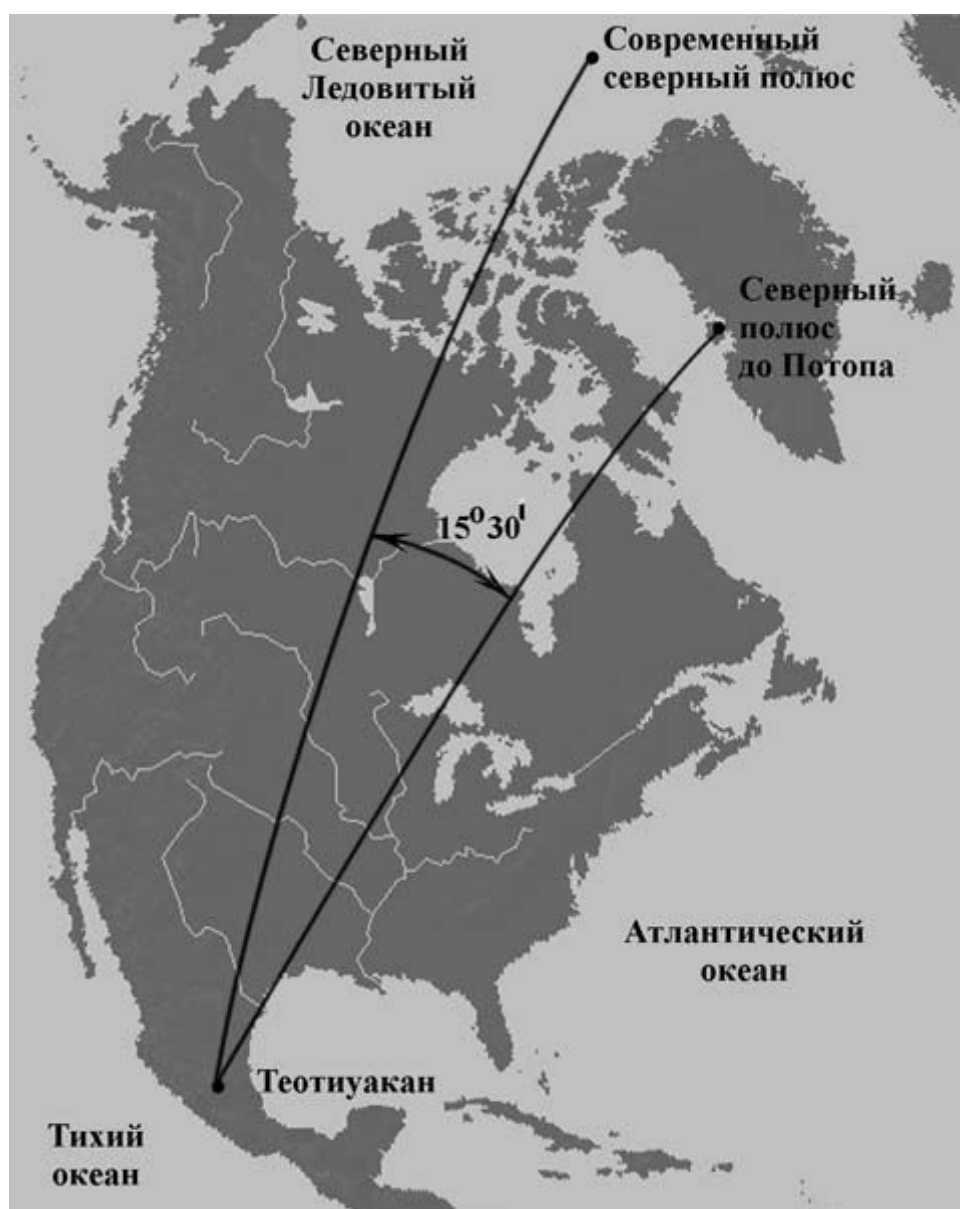 Северный
Ледовитый
океан
Современный
северный полюс
Северный
полюс
до Потопа
15°30'
Атлантический
океан
Теотиуакан
Тихий
океан